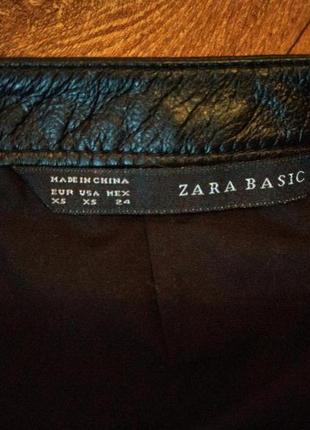 MADE IN CHINA
EUR USA MEX
XS XS 24
ZARA BASIC